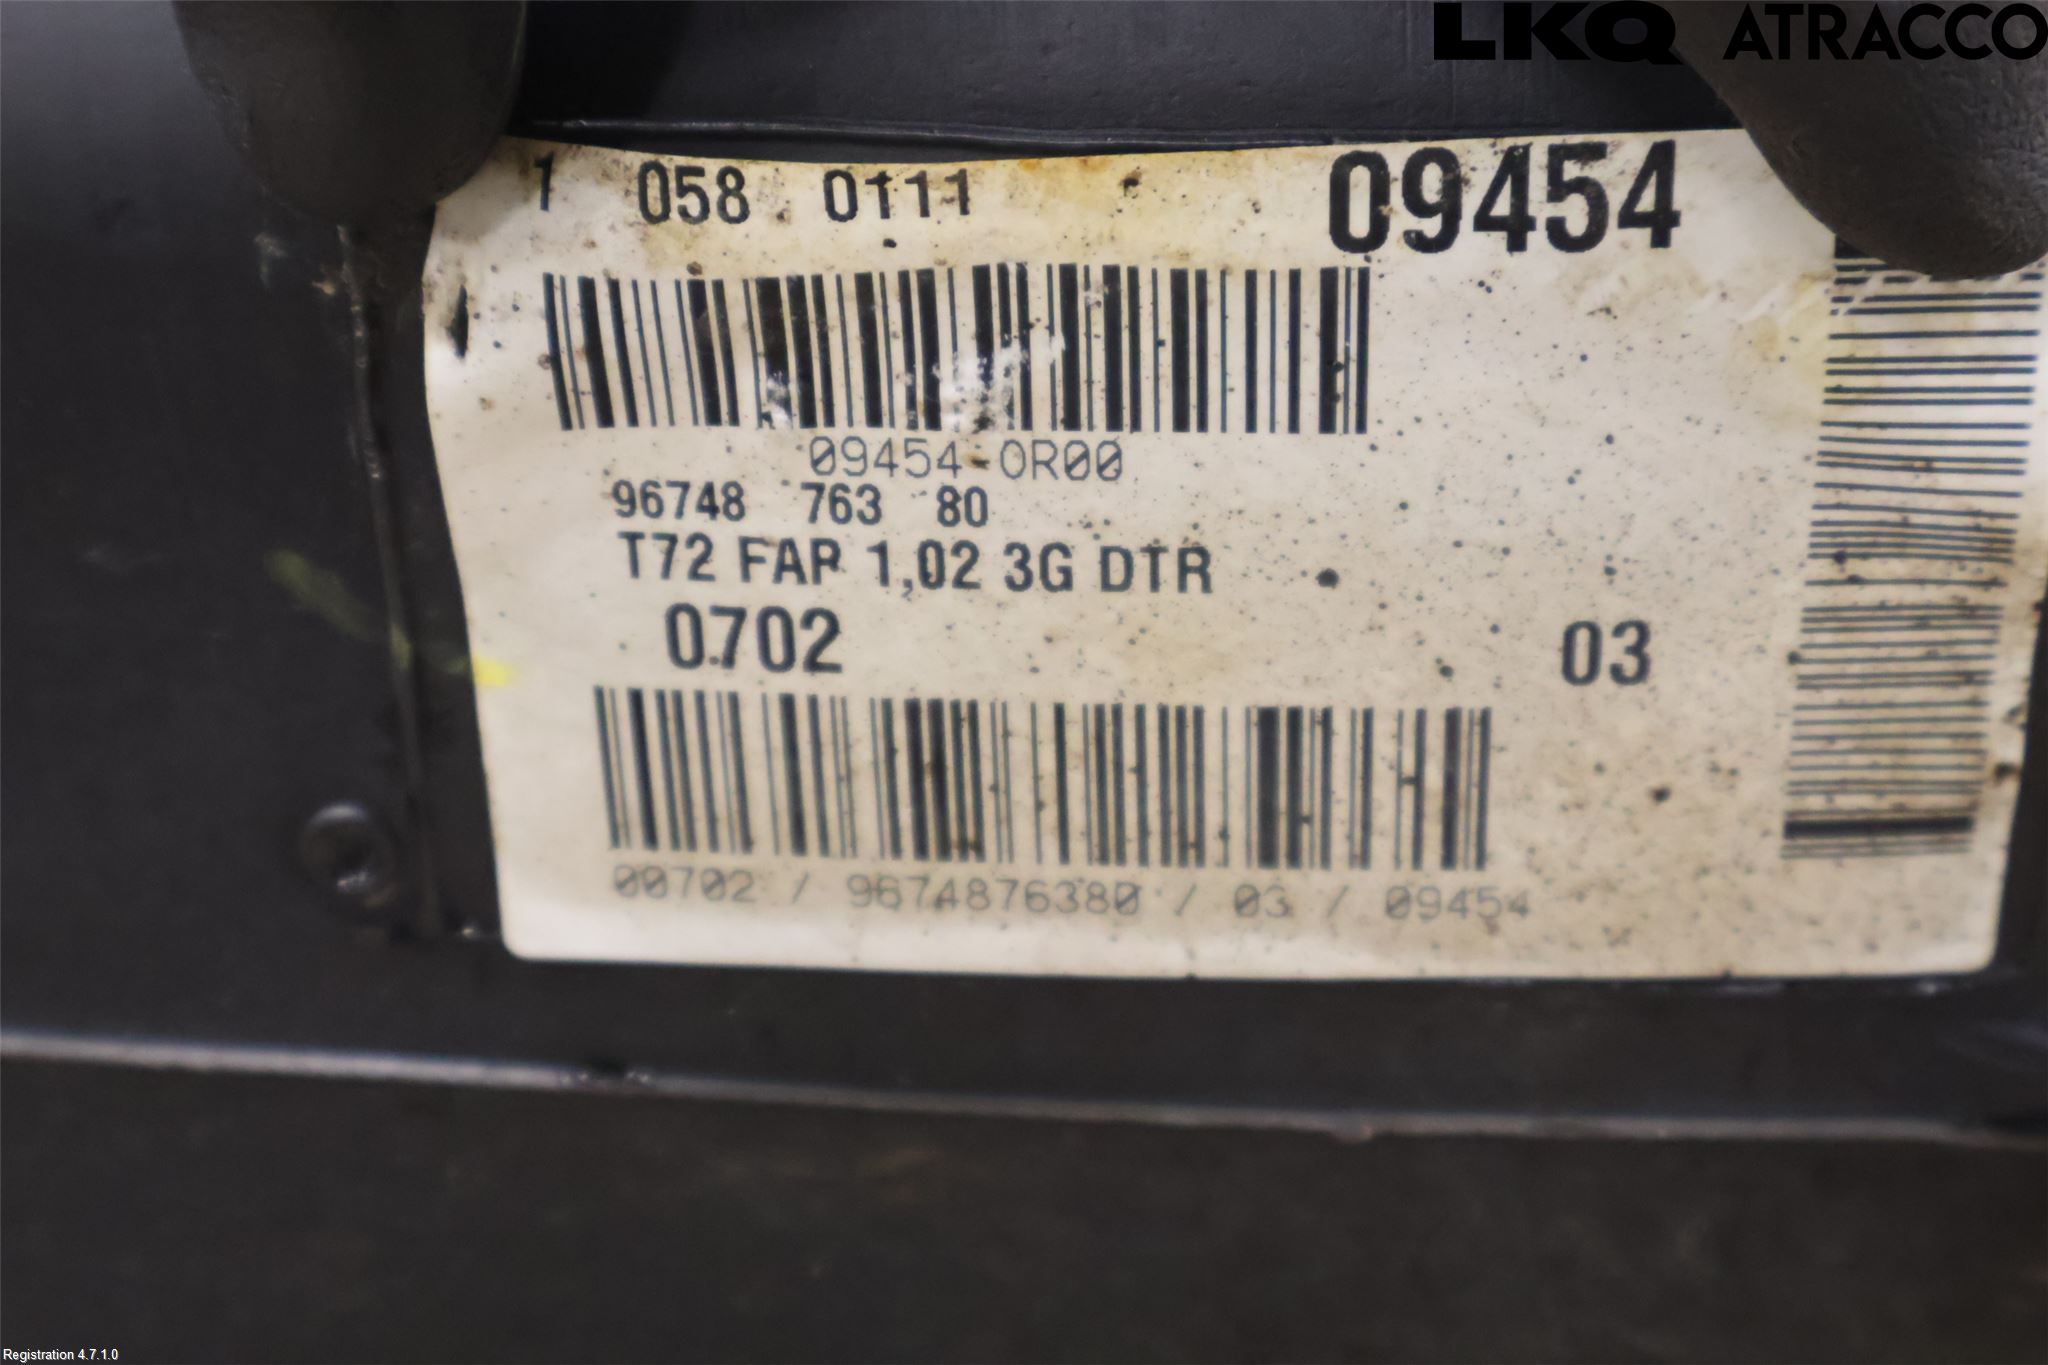 LKQ ATRACCO
1 058 0111 09454
09454-0R00
96748 763 80
T72 FAP 1,02 3G DTR
0702 03
00702 / 9674876380 / 03 / 09454
Registration 4.7.1.0